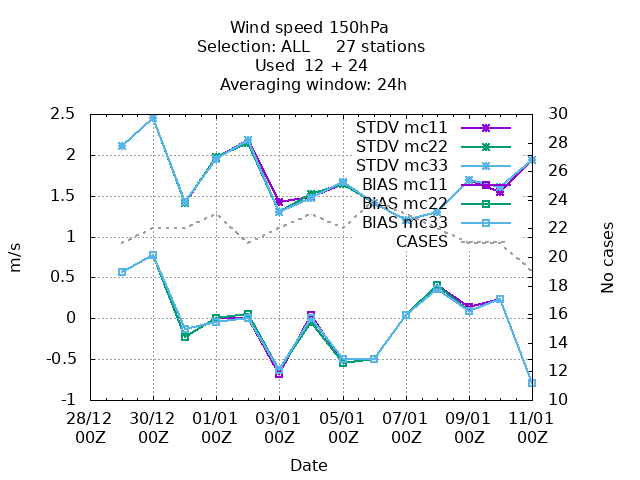 Wind speed 150hPa
Selection: ALL     27 stations
Used  12 + 24
Averaging window: 24h
2.5
2
1.5
1
0.5
0
-0.5
-1
m/s
30
28
26
24
22
20
18
16
14
12
10
No cases
STDV mc11
STDV mc22
STDV mc33
BIAS mc11
BIAS mc22
BIAS mc33
CASES
28/12 30/12 01/01 03/01 05/01 07/01 09/01 11/01
00Z 00Z 00Z 00Z 00Z 00Z 00Z 00Z
Date